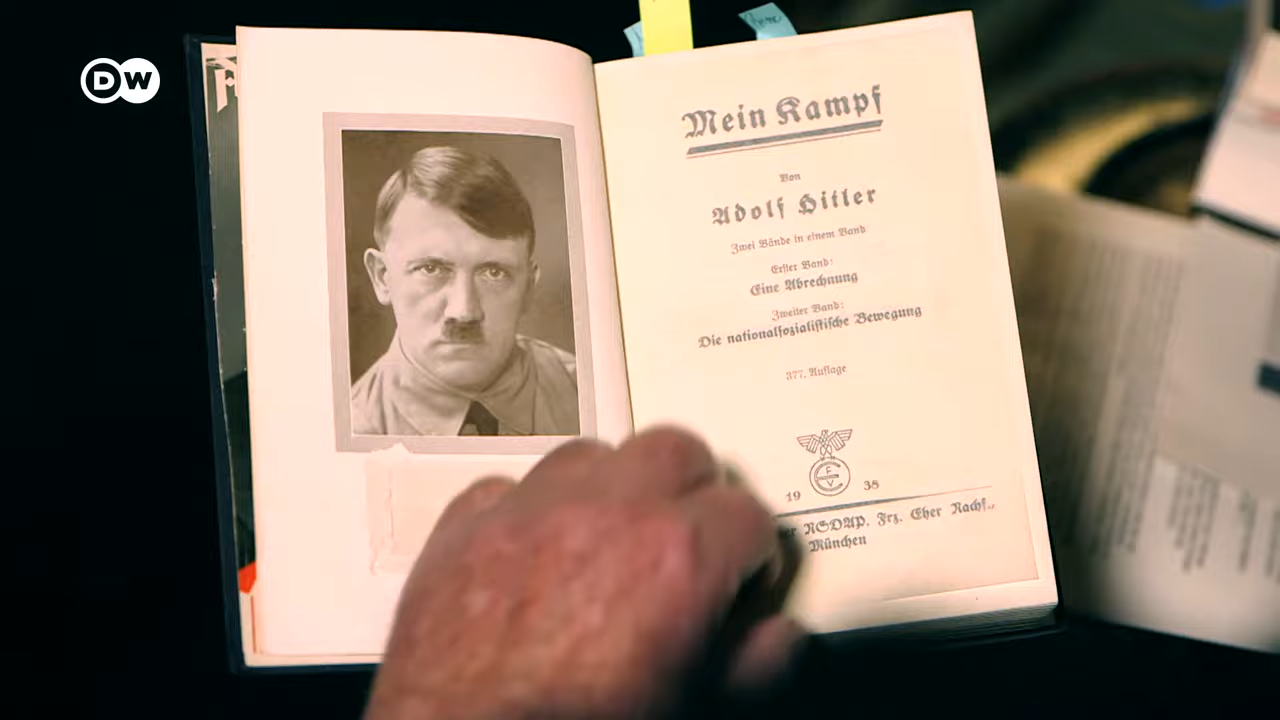 DW
Mein Kampf
Von
Adolf Hitler
Zwei Bände in einem Band
Erster Band:
Eine Abrechnung
Zweiter Band:
Die nationalsozialistische Bewegung
377. Auflage
19 38
NSDAP. Frz. Eher Nachf.,
München